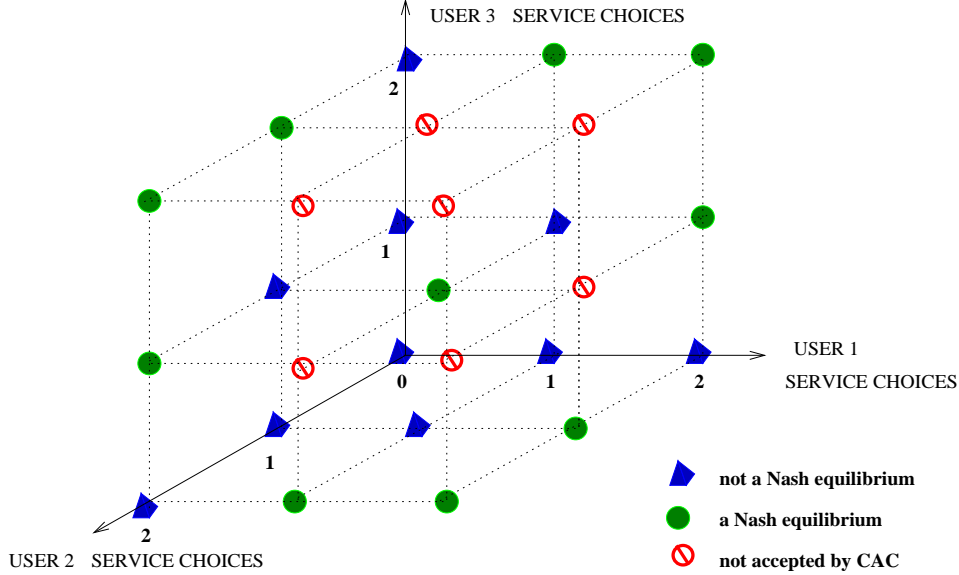 USER 3 SERVICE CHOICES
2
1
USER 1
0
1
2
SERVICE CHOICES
1
not a Nash equilibrium
a Nash equilibrium
2
USER 2 SERVICE CHOICES
not accepted by CAC